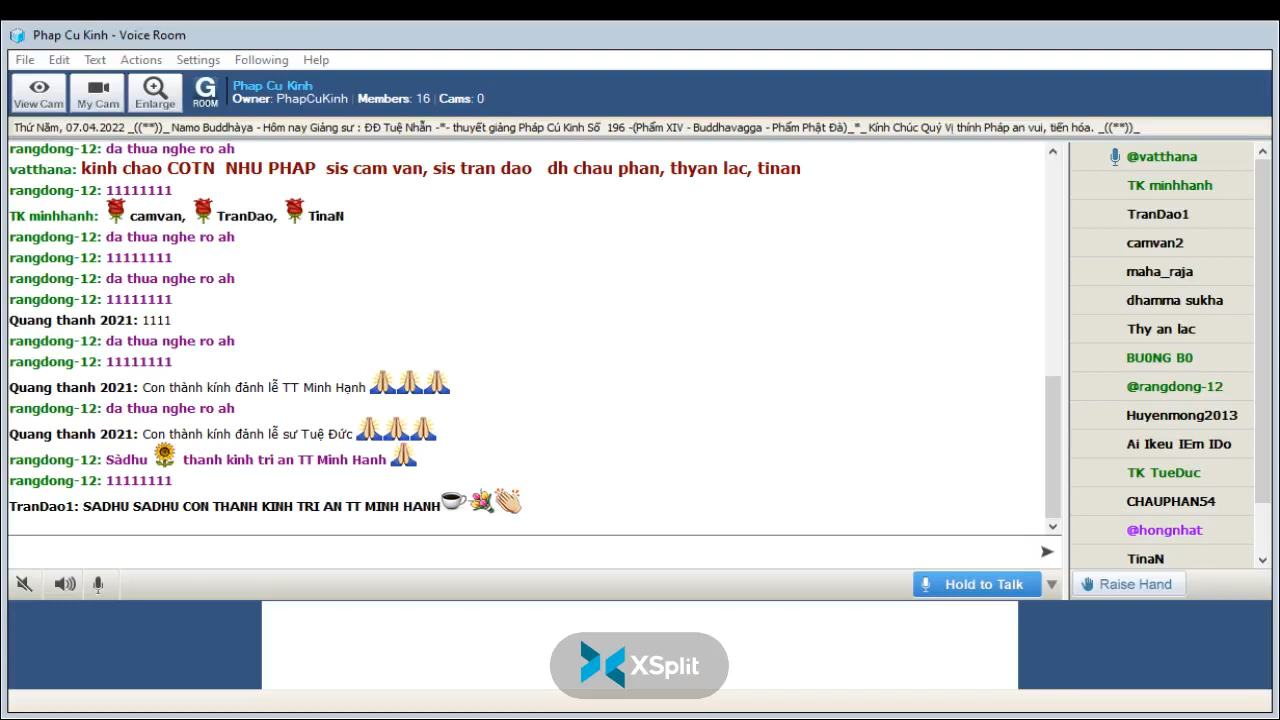 Phap Cu Kinh - Voice Room
File Edit Text Actions Settings Following Help
View Cam My Cam Enlarge G ROOM
Phap Cu Kinh
Owner: PhapCuKinh | Members: 16 | Cams: 0
Thứ Năm, 07.04.2022 _((**))_ Namo Buddhàya - Hôm nay Giảng sư : ĐĐ Tuệ Nhẫn -*- thuyết giảng Pháp Cú Kinh Số 196 -(Phẩm XIV - Buddhavagga - Phẩm Phật Đà)_*_ Kính Chúc Quý Vị thính Pháp an vui, tiến hóa. _((**))_
rangdong-12: da thua nghe ro ah
vatthana: kinh chao COTN NHU PHAP sis cam van, sis tran dao dh chau phan, thyan lac, tinan
rangdong-12: 11111111
TK minhhanh: camvan, TranDao, TinaN
rangdong-12: da thua nghe ro ah
rangdong-12: 11111111
rangdong-12: da thua nghe ro ah
rangdong-12: 11111111
Quang thanh 2021: 1111
rangdong-12: da thua nghe ro ah
rangdong-12: 11111111
Quang thanh 2021: Con thành kính đảnh lễ TT Minh Hạnh
rangdong-12: da thua nghe ro ah
Quang thanh 2021: Con thành kính đảnh lễ sư Tuệ Đức
rangdong-12: Sàdhu thanh kinh tri an TT Minh Hanh
rangdong-12: 11111111
TranDao1: SADHU SADHU CON THANH KINH TRI AN TT MINH HANH
@vatthana
TK minhhanh
TranDao1
camvan2
maha_raja
dhamma sukha
Thy an lac
BU0NG B0
@rangdong-12
Huyenmong2013
Ai Ikeu IEm IDo
TK TueDuc
CHAUPHAN54
@hongnhat
TinaN
Hold to Talk
Raise Hand
XSplit